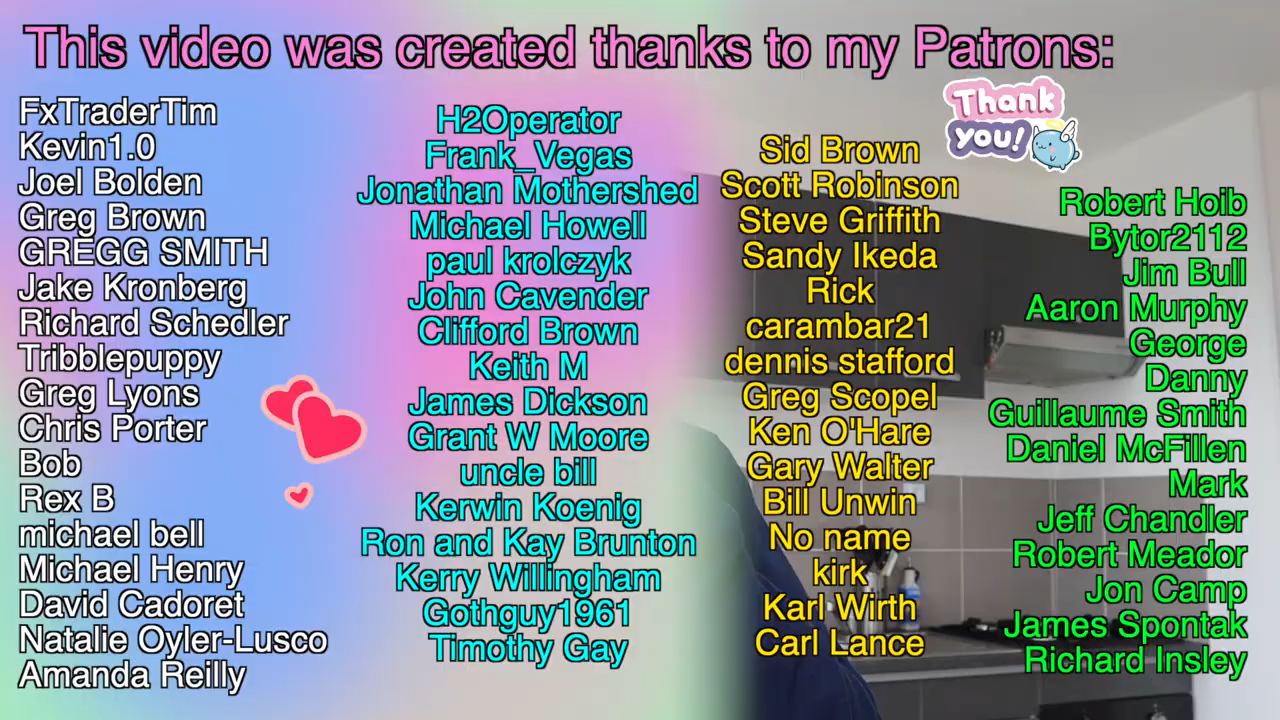 This video was created thanks to my Patrons:
Thank
you!
FxTraderTim
Kevin1.0
Joel Bolden
Greg Brown
GREGG SMITH
Jake Kronberg
Richard Schedler
Tribblepuppy
Greg Lyons
Chris Porter
Bob
Rex B
michael bell
Michael Henry
David Cadoret
Natalie Oyler-Lusco
Amanda Reilly
H2Operator
Frank_Vegas
Jonathan Mothershed
Michael Howell
paul krolczyk
John Cavender
Clifford Brown
Keith M
James Dickson
Grant W Moore
uncle bill
Kerwin Koenig
Ron and Kay Brunton
Kerry Willingham
Gothguy1961
Timothy Gay
Sid Brown
Scott Robinson
Steve Griffith
Sandy Ikeda
Rick
carambar21
dennis stafford
Greg Scopel
Ken O'Hare
Gary Walter
Bill Unwin
No name
kirk
Karl Wirth
Carl Lance
Robert Hoib
Bytor2112
Jim Bull
Aaron Murphy
George
Danny
Guillaume Smith
Daniel McFillen
Mark
Jeff Chandler
Robert Meador
Jon Camp
James Spontak
Richard Insley